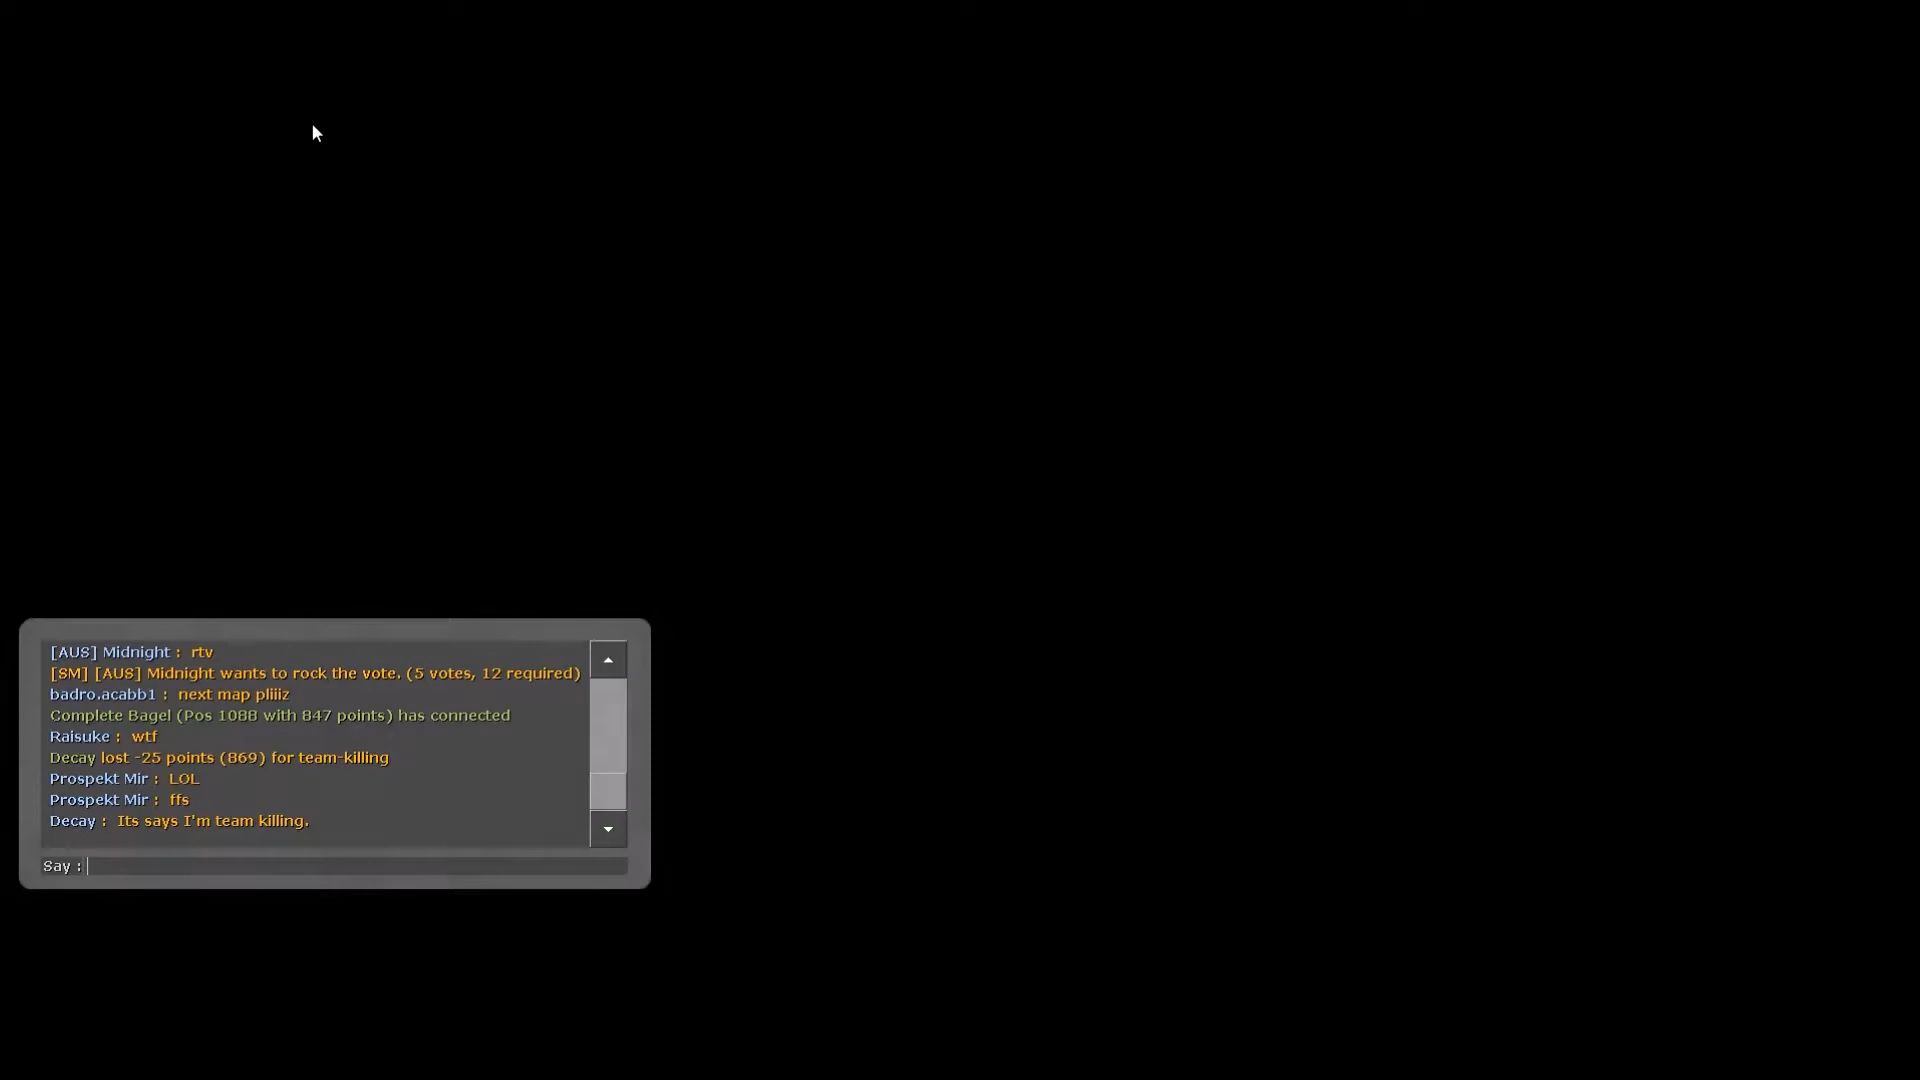 [AUS] Midnight :  rtv
[SM] [AUS] Midnight wants to rock the vote. (5 votes, 12 required)
badro.acabb1 :  next map pliiiz
Complete Bagel (Pos 1088 with 847 points) has connected
Raisuke :  wtf
Decay lost -25 points (869) for team-killing
Prospekt Mir :  LOL
Prospekt Mir :  ffs
Decay :  Its says I'm team killing.
Say :